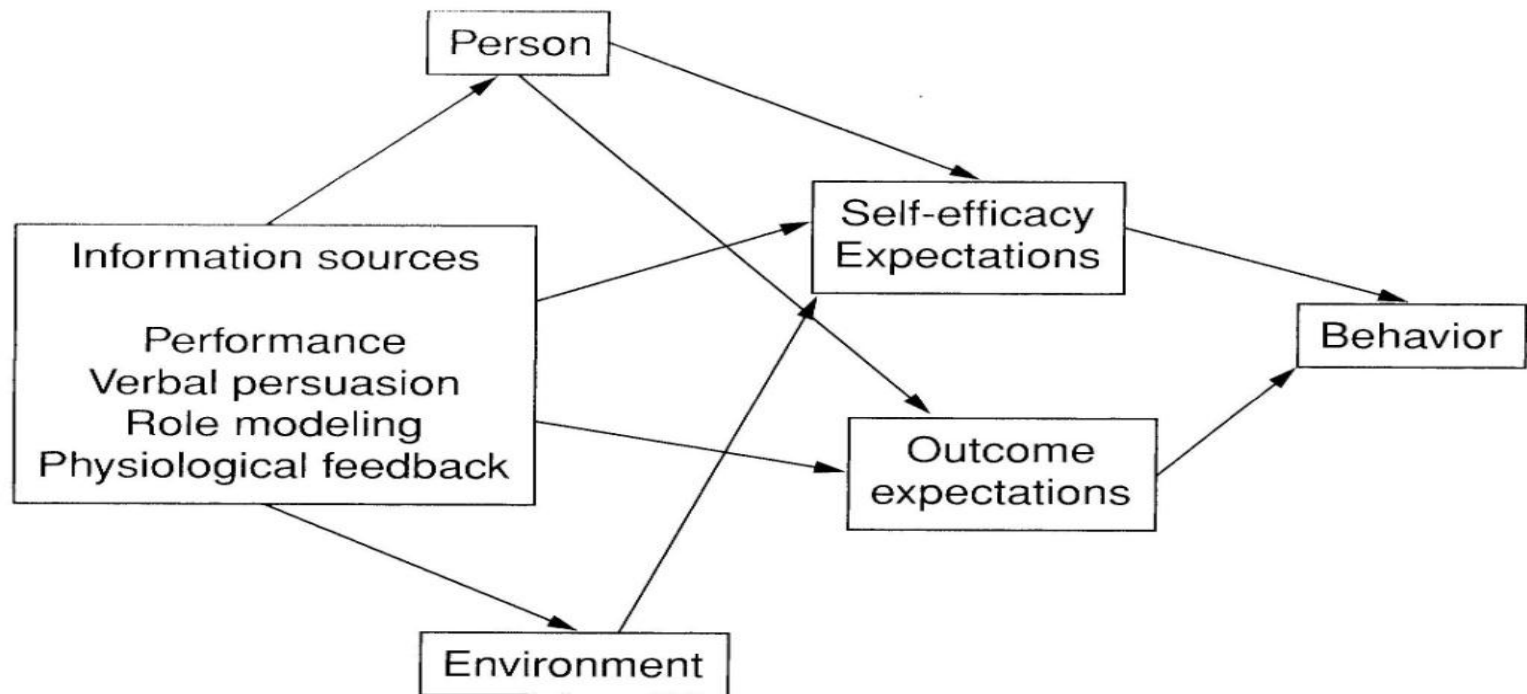 Person
Self-efficacy
Expectations
Information sources
Performance
Verbal persuasion
Role modeling
Physiological feedback
Behavior
Outcome
expectations
Environment